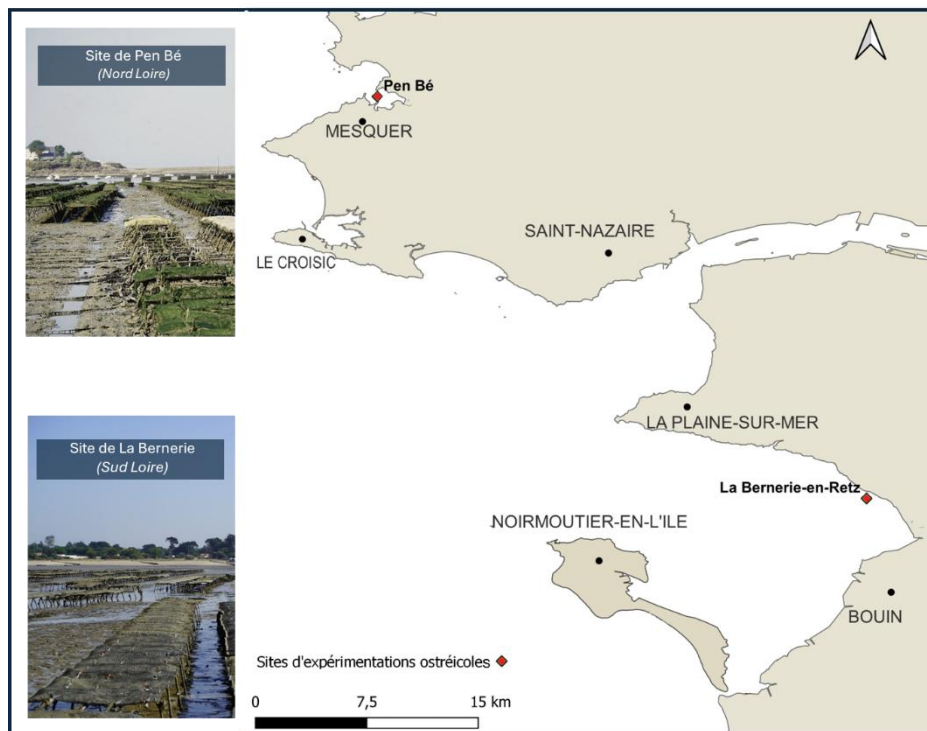 Site de Pen Bé
(Nord Loire)
Pen Bé
MESQUER
SAINT-NAZAIRE
LE CROISIC
LA PLAINE-SUR-MER
Site de La Bernerie
(Sud Loire)
La Bernerie-en-Retz
NOIRMOUTIER-EN-L'ILE
BOUIN
Sites d'expérimentations ostréicoles
0 7,5 15 km